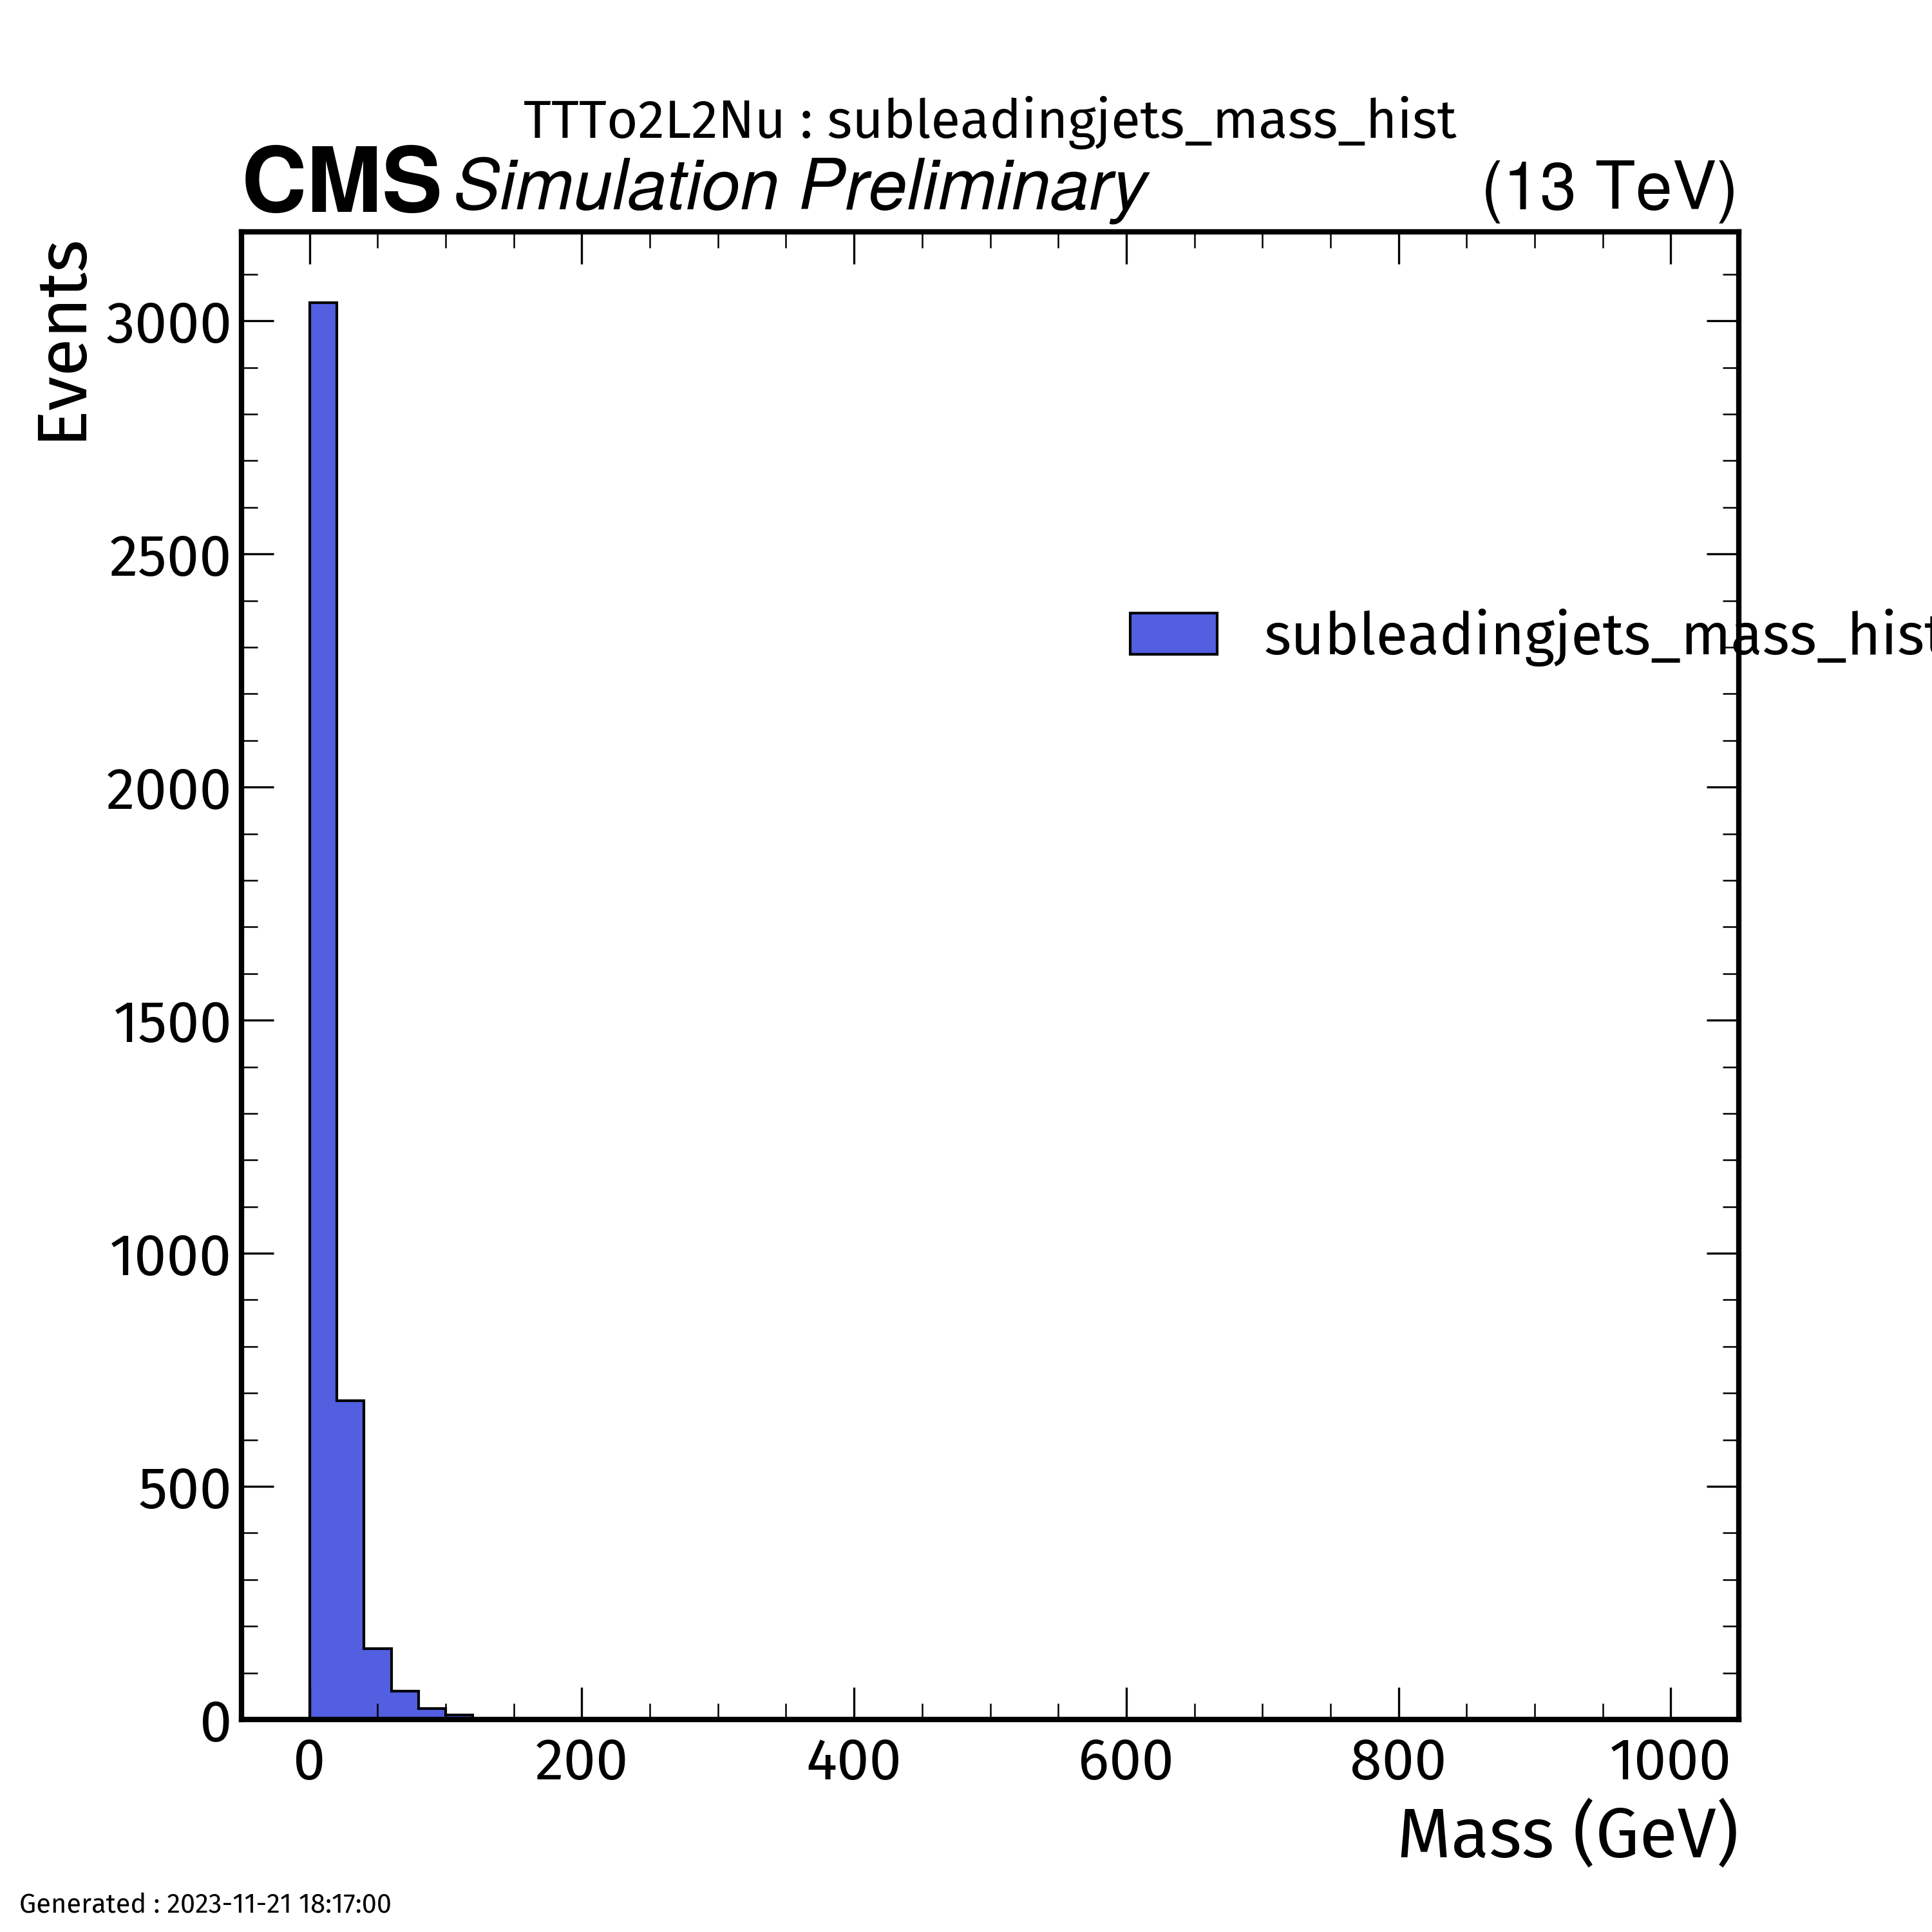 TTTo2L2Nu : subleadingjets_mass_hist
CMS Simulation Preliminary (13 TeV)
Events
3000
2500
subleadingjets_mass_hist
2000
1500
1000
500
0
0 200 400 600 800 1000
Mass (GeV)
Generated : 2023-11-21 18:17:00